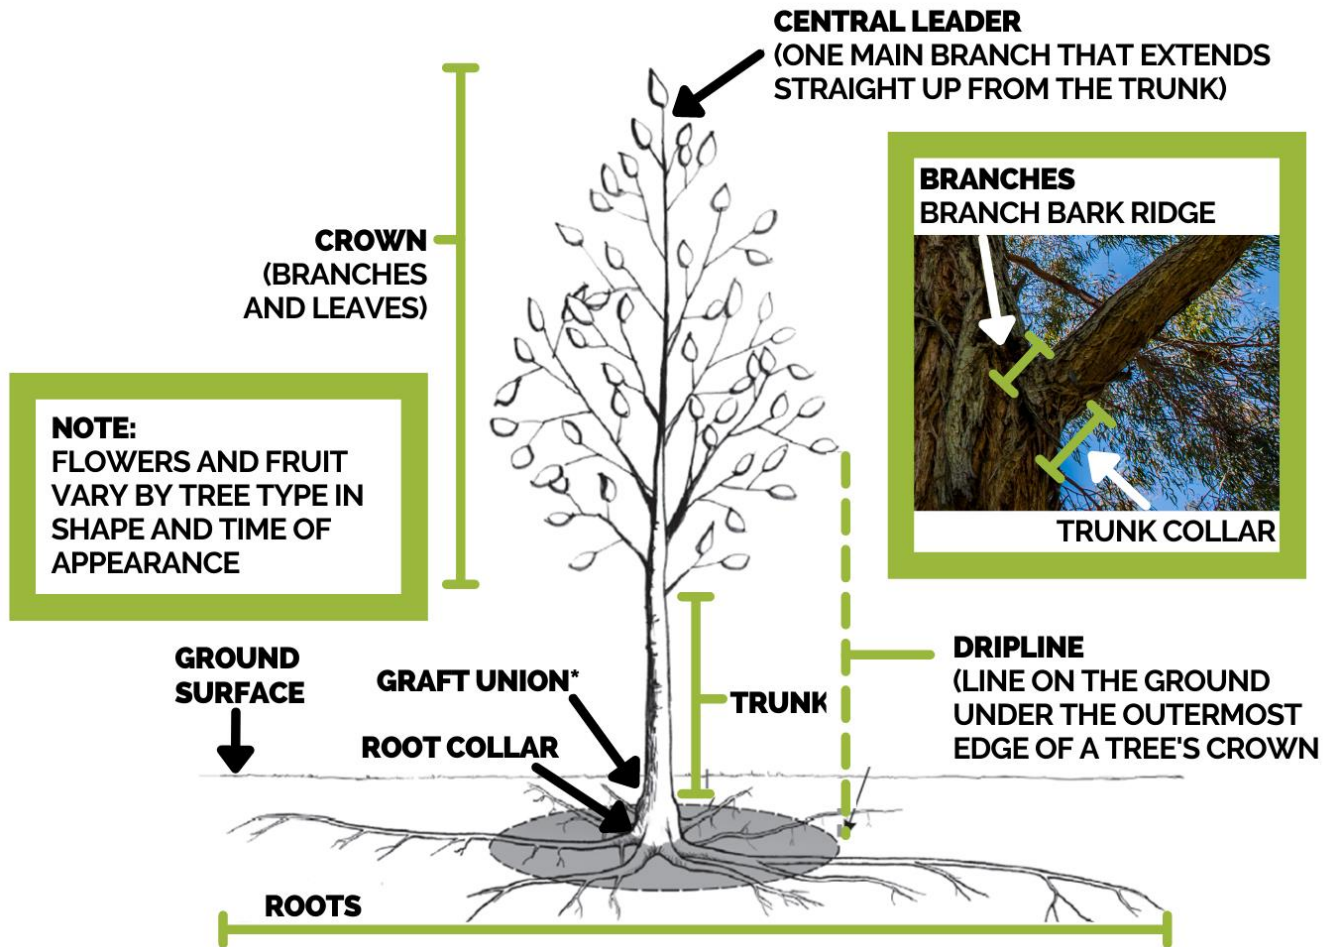 CENTRAL LEADER
(ONE MAIN BRANCH THAT EXTENDS
STRAIGHT UP FROM THE TRUNK)
BRANCHES
BRANCH BARK RIDGE
TRUNK COLLAR
CROWN
(BRANCHES
AND LEAVES)
NOTE:
FLOWERS AND FRUIT
VARY BY TREE TYPE IN
SHAPE AND TIME OF
APPEARANCE
GROUND
SURFACE
GRAFT UNION*
ROOT COLLAR
TRUNK
DRIPLINE
(LINE ON THE GROUND
UNDER THE OUTERMOST
EDGE OF A TREE'S CROWN
ROOTS